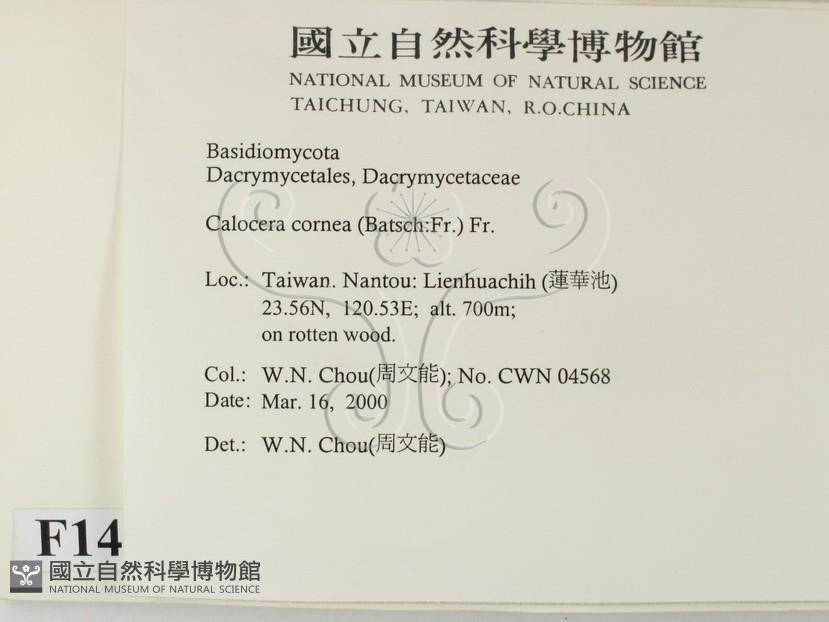 國立自然科學博物館
NATIONAL MUSEUM OF NATURAL SCIENCE
TAICHUNG, TAIWAN, R.O.CHINA
Basidiomycota
Dacrymycetales, Dacrymycetaceae
Calocera cornea (Batsch:Fr.) Fr.
Loc.: Taiwan. Nantou: Lienhuachih (蓮華池)
23.56N, 120.53E; alt. 700m;
on rotten wood.
Col.: W.N. Chou(周文能); No. CWN 04568
Date: Mar. 16, 2000
Det.: W.N. Chou(周文能)
F14
國立自然科學博物館
NATIONAL MUSEUM OF NATURAL SCIENCE